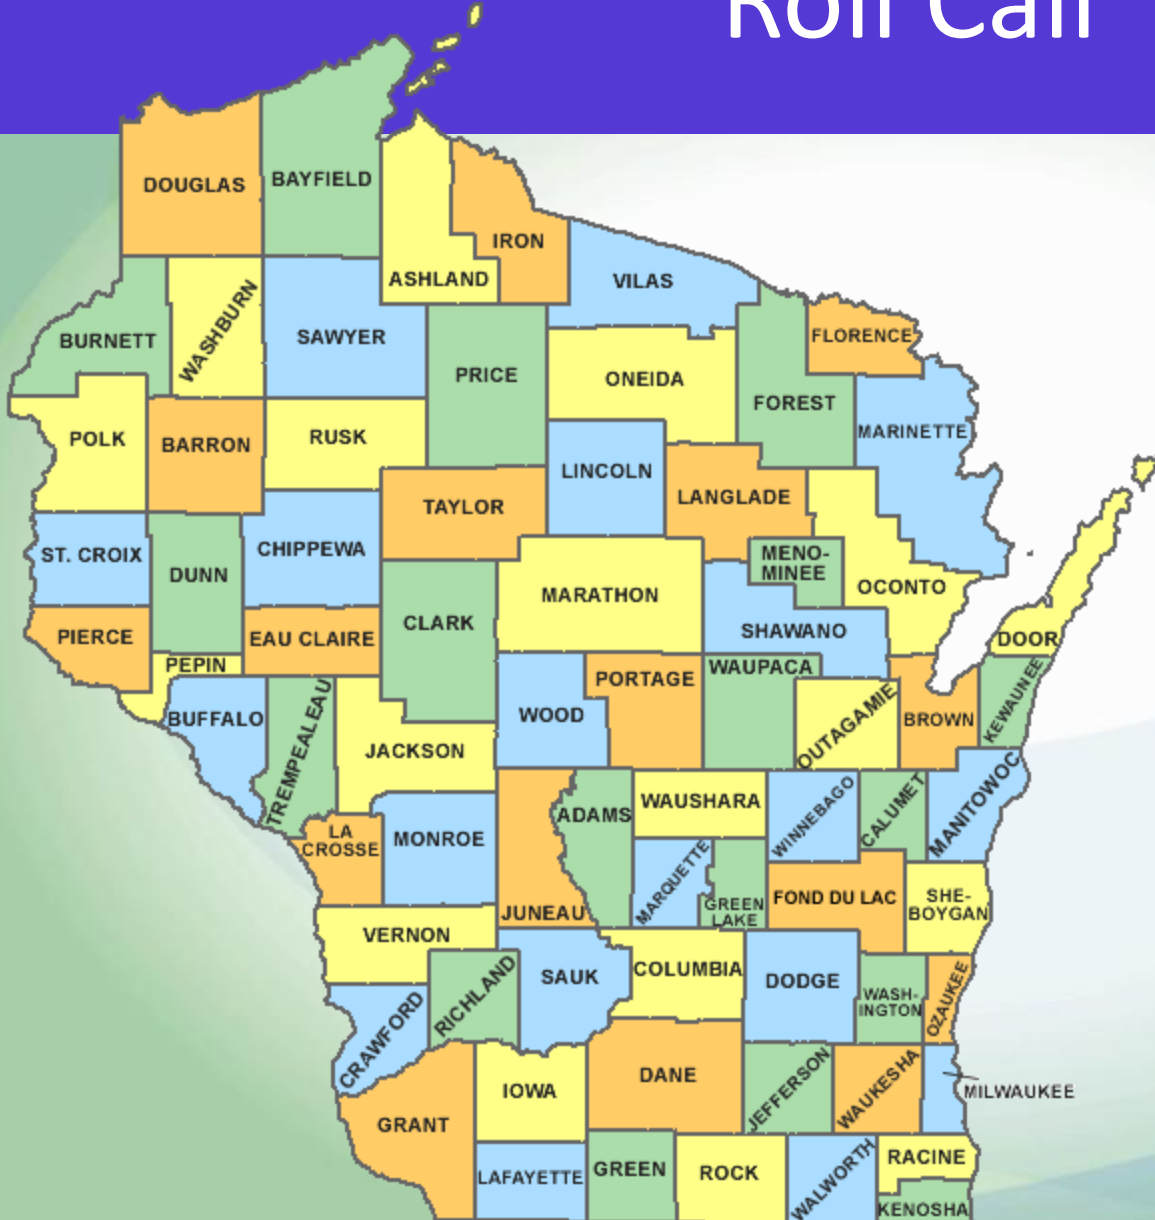 Roll Call
DOUGLAS
BAYFIELD
ASHLAND
IRON
VILAS
BURNETT
WASHBURN
SAWYER
PRICE
ONEIDA
FLORENCE
FOREST
MARINETTE
POLK
BARRON
RUSK
LINCOLN
LANGLADE
TAYLOR
ST. CROIX
DUNN
CHIPPEWA
MENO-
MINEE
OCONTO
MARATHON
CLARK
SHAWANO
PIERCE
EAU CLAIRE
DOOR
PEPIN
WAUPACA
PORTAGE
BUFFALO
TREMPEALEAU
WOOD
OUTAGAMIE
BROWN
KEWAUNEE
JACKSON
WAUSHARA
ADAMS
WINNEBAGO
CALUMET
MANITOWOC
LA
CROSSE
MONROE
JUNEAU
MARQUETTE
GREEN
LAKE
FOND DU LAC
SHE-
BOYGAN
VERNON
RICHLAND
SAUK
COLUMBIA
DODGE
WASH-
INGTON
OZAUKEE
CRAWFORD
IOWA
DANE
JEFFERSON
WAUKESHA
MILWAUKEE
GRANT
LAFAYETTE
GREEN
ROCK
WALWORTH
RACINE
KENOSHA